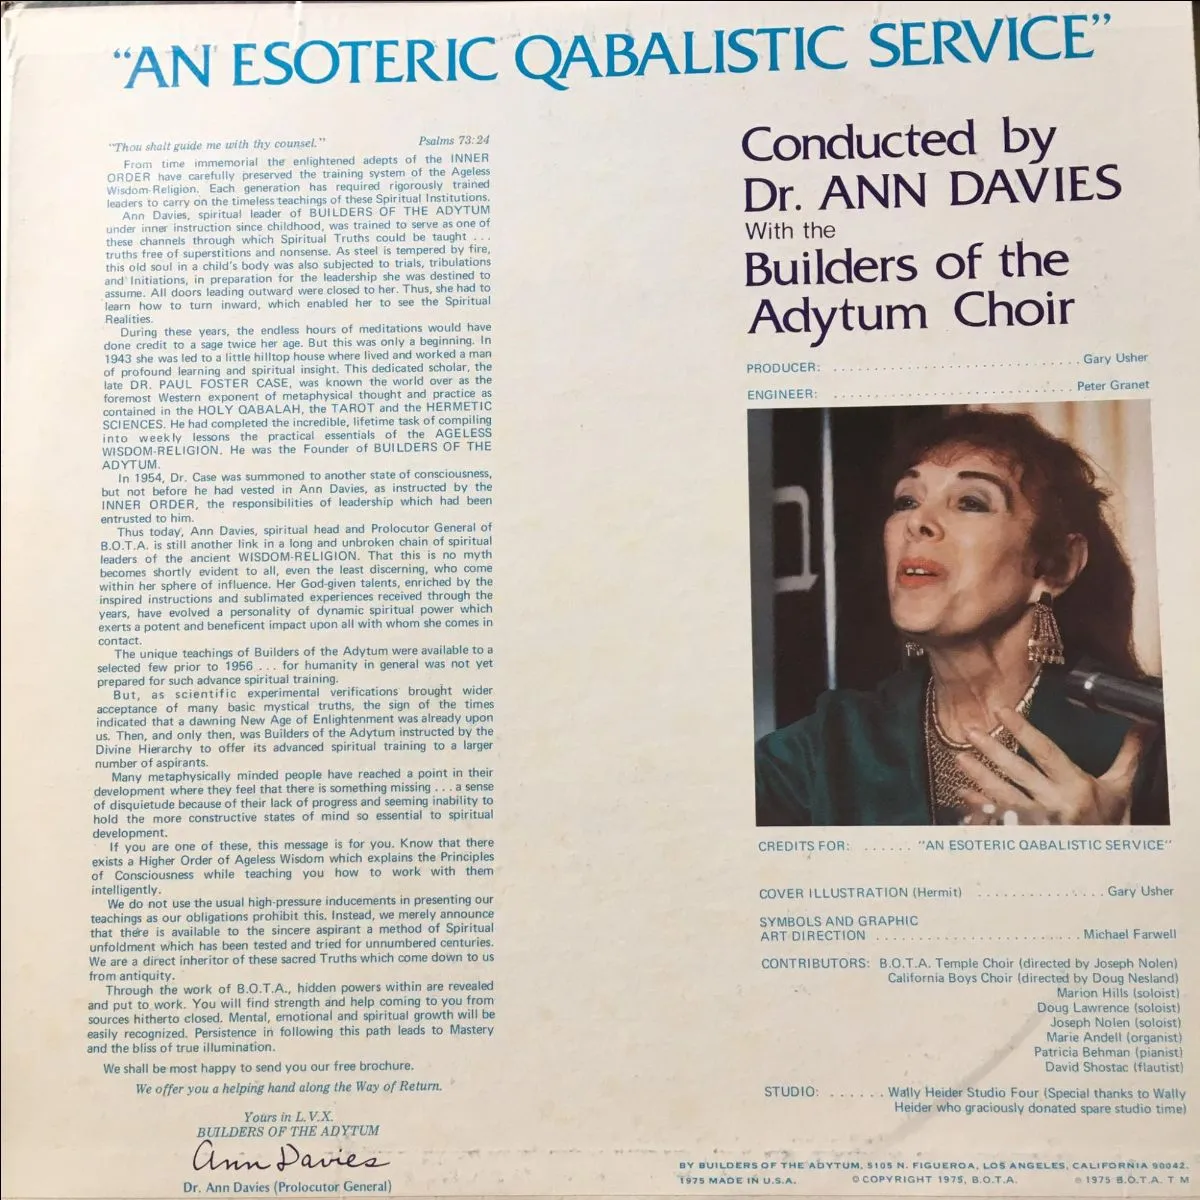 "AN ESOTERIC QABALISTIC SERVICE"
"Thou shalt guide me with thy counsel." Psalms 73:24
From time immemorial the enlightened adepts of the INNER
ORDER have carefully preserved the training system of the Ageless
Wisdom-Religion. Each generation has required rigorously trained
leaders to carry on the timeless teachings of these Spiritual Institutions.
Ann Davies, spiritual leader of BUILDERS OF THE ADYTUM
under inner instruction since childhood, was trained to serve as one of
these channels through which Spiritual Truths could be taught . . .
truths free of superstitions and nonsense. As steel is tempered by fire,
this old soul in a child's body was also subjected to trials, tribulations
and Initiations, in preparation for the leadership she was destined to
assume. All doors leading outward were closed to her. Thus, she had to
learn how to turn inward, which enabled her to see the Spiritual
Realities.
During these years, the endless hours of meditations would have
done credit to a sage twice her age. But this was only a beginning. In
1943 she was led to a little hilltop house where lived and worked a man
of profound learning and spiritual insight. This dedicated scholar, the
late DR. PAUL FOSTER CASE, was known the world over as the
foremost Western exponent of metaphysical thought and practice as
contained in the HOLY QABALAH, the TAROT and the HERMETIC
SCIENCES. He had completed the incredible, lifetime task of compiling
into weekly lessons the practical essentials of the AGELESS
WISDOM-RELIGION. He was the Founder of BUILDERS OF THE
ADYTUM.
In 1954, Dr. Case was summoned to another state of consciousness,
but not before he had vested in Ann Davies, as instructed by the
INNER ORDER, the responsibilities of leadership which had been
entrusted to him.
Thus today, Ann Davies, spiritual head and Prolocutor General of
B.O.T.A. is still another link in a long and unbroken chain of spiritual
leaders of the ancient WISDOM-RELIGION. That this is no myth
becomes shortly evident to all, even the least discerning, who come
within her sphere of influence. Her God-given talents, enriched by the
inspired instructions and sublimated experiences received through the
years, have evolved a personality of dynamic spiritual power which
exerts a potent and beneficent impact upon all with whom she comes in
contact.
The unique teachings of Builders of the Adytum were available to a
selected few prior to 1956 . . . for humanity in general was not yet
prepared for such advance spiritual training.
But, as scientific experimental verifications brought wider
acceptance of many basic mystical truths, the sign of the times
indicated that a dawning New Age of Enlightenment was already upon
us. Then, and only then, was Builders of the Adytum instructed by the
Divine Hierarchy to offer its advanced spiritual training to a larger
number of aspirants.
Many metaphysically minded people have reached a point in their
development where they feel that there is something missing . . . a sense
of disquietude because of their lack of progress and seeming inability to
hold the more constructive states of mind so essential to spiritual
development.
If you are one of these, this message is for you. Know that there
exists a Higher Order of Ageless Wisdom which explains the Principles
of Consciousness while teaching you how to work with them
intelligently.
We do not use the usual high-pressure inducements in presenting our
teachings as our obligations prohibit this. Instead, we merely announce
that there is available to the sincere aspirant a method of Spiritual
unfoldment which has been tested and tried for unnumbered centuries.
We are a direct inheritor of these sacred Truths which come down to us
from antiquity.
Through the work of B.O.T.A., hidden powers within are revealed
and put to work. You will find strength and help coming to you from
sources hitherto closed. Mental, emotional and spiritual growth will be
easily recognized. Persistence in following this path leads to Mastery
and the bliss of true illumination.
We shall be most happy to send you our free brochure.
We offer you a helping hand along the Way of Return.
Yours in L.V.X.
BUILDERS OF THE ADYTUM
Ann Davies
Dr. Ann Davies (Prolocutor General)
Conducted by
Dr. ANN DAVIES
With the
Builders of the
Adytum Choir
PRODUCER: . . . . . . . . . . . . . . . . . . . . . . . . . . . . . Gary Usher
ENGINEER: . . . . . . . . . . . . . . . . . . . . . . . . . . . . Peter Granet
CREDITS FOR: . . . . . . "AN ESOTERIC QABALISTIC SERVICE"
COVER ILLUSTRATION (Hermit) . . . . . . . . . . . . . . . Gary Usher
SYMBOLS AND GRAPHIC
ART DIRECTION . . . . . . . . . . . . . . . . . . . . . . . . Michael Farwell
CONTRIBUTORS: B.O.T.A. Temple Choir (directed by Joseph Nolen)
California Boys Choir (directed by Doug Nesland)
Marion Hills (soloist)
Doug Lawrence (soloist)
Joseph Nolen (soloist)
Marie Andell (organist)
Patricia Behman (pianist)
David Shostac (flautist)
STUDIO: . . . . . . Wally Heider Studio Four (Special thanks to Wally
Heider who graciously donated spare studio time)
BY BUILDERS OF THE ADYTUM, 5105 N. FIGUEROA, LOS ANGELES, CALIFORNIA 90042.
1975 MADE IN U.S.A. © COPYRIGHT 1975, B.O.T.A. ℗ 1975 B.O.T.A. T M